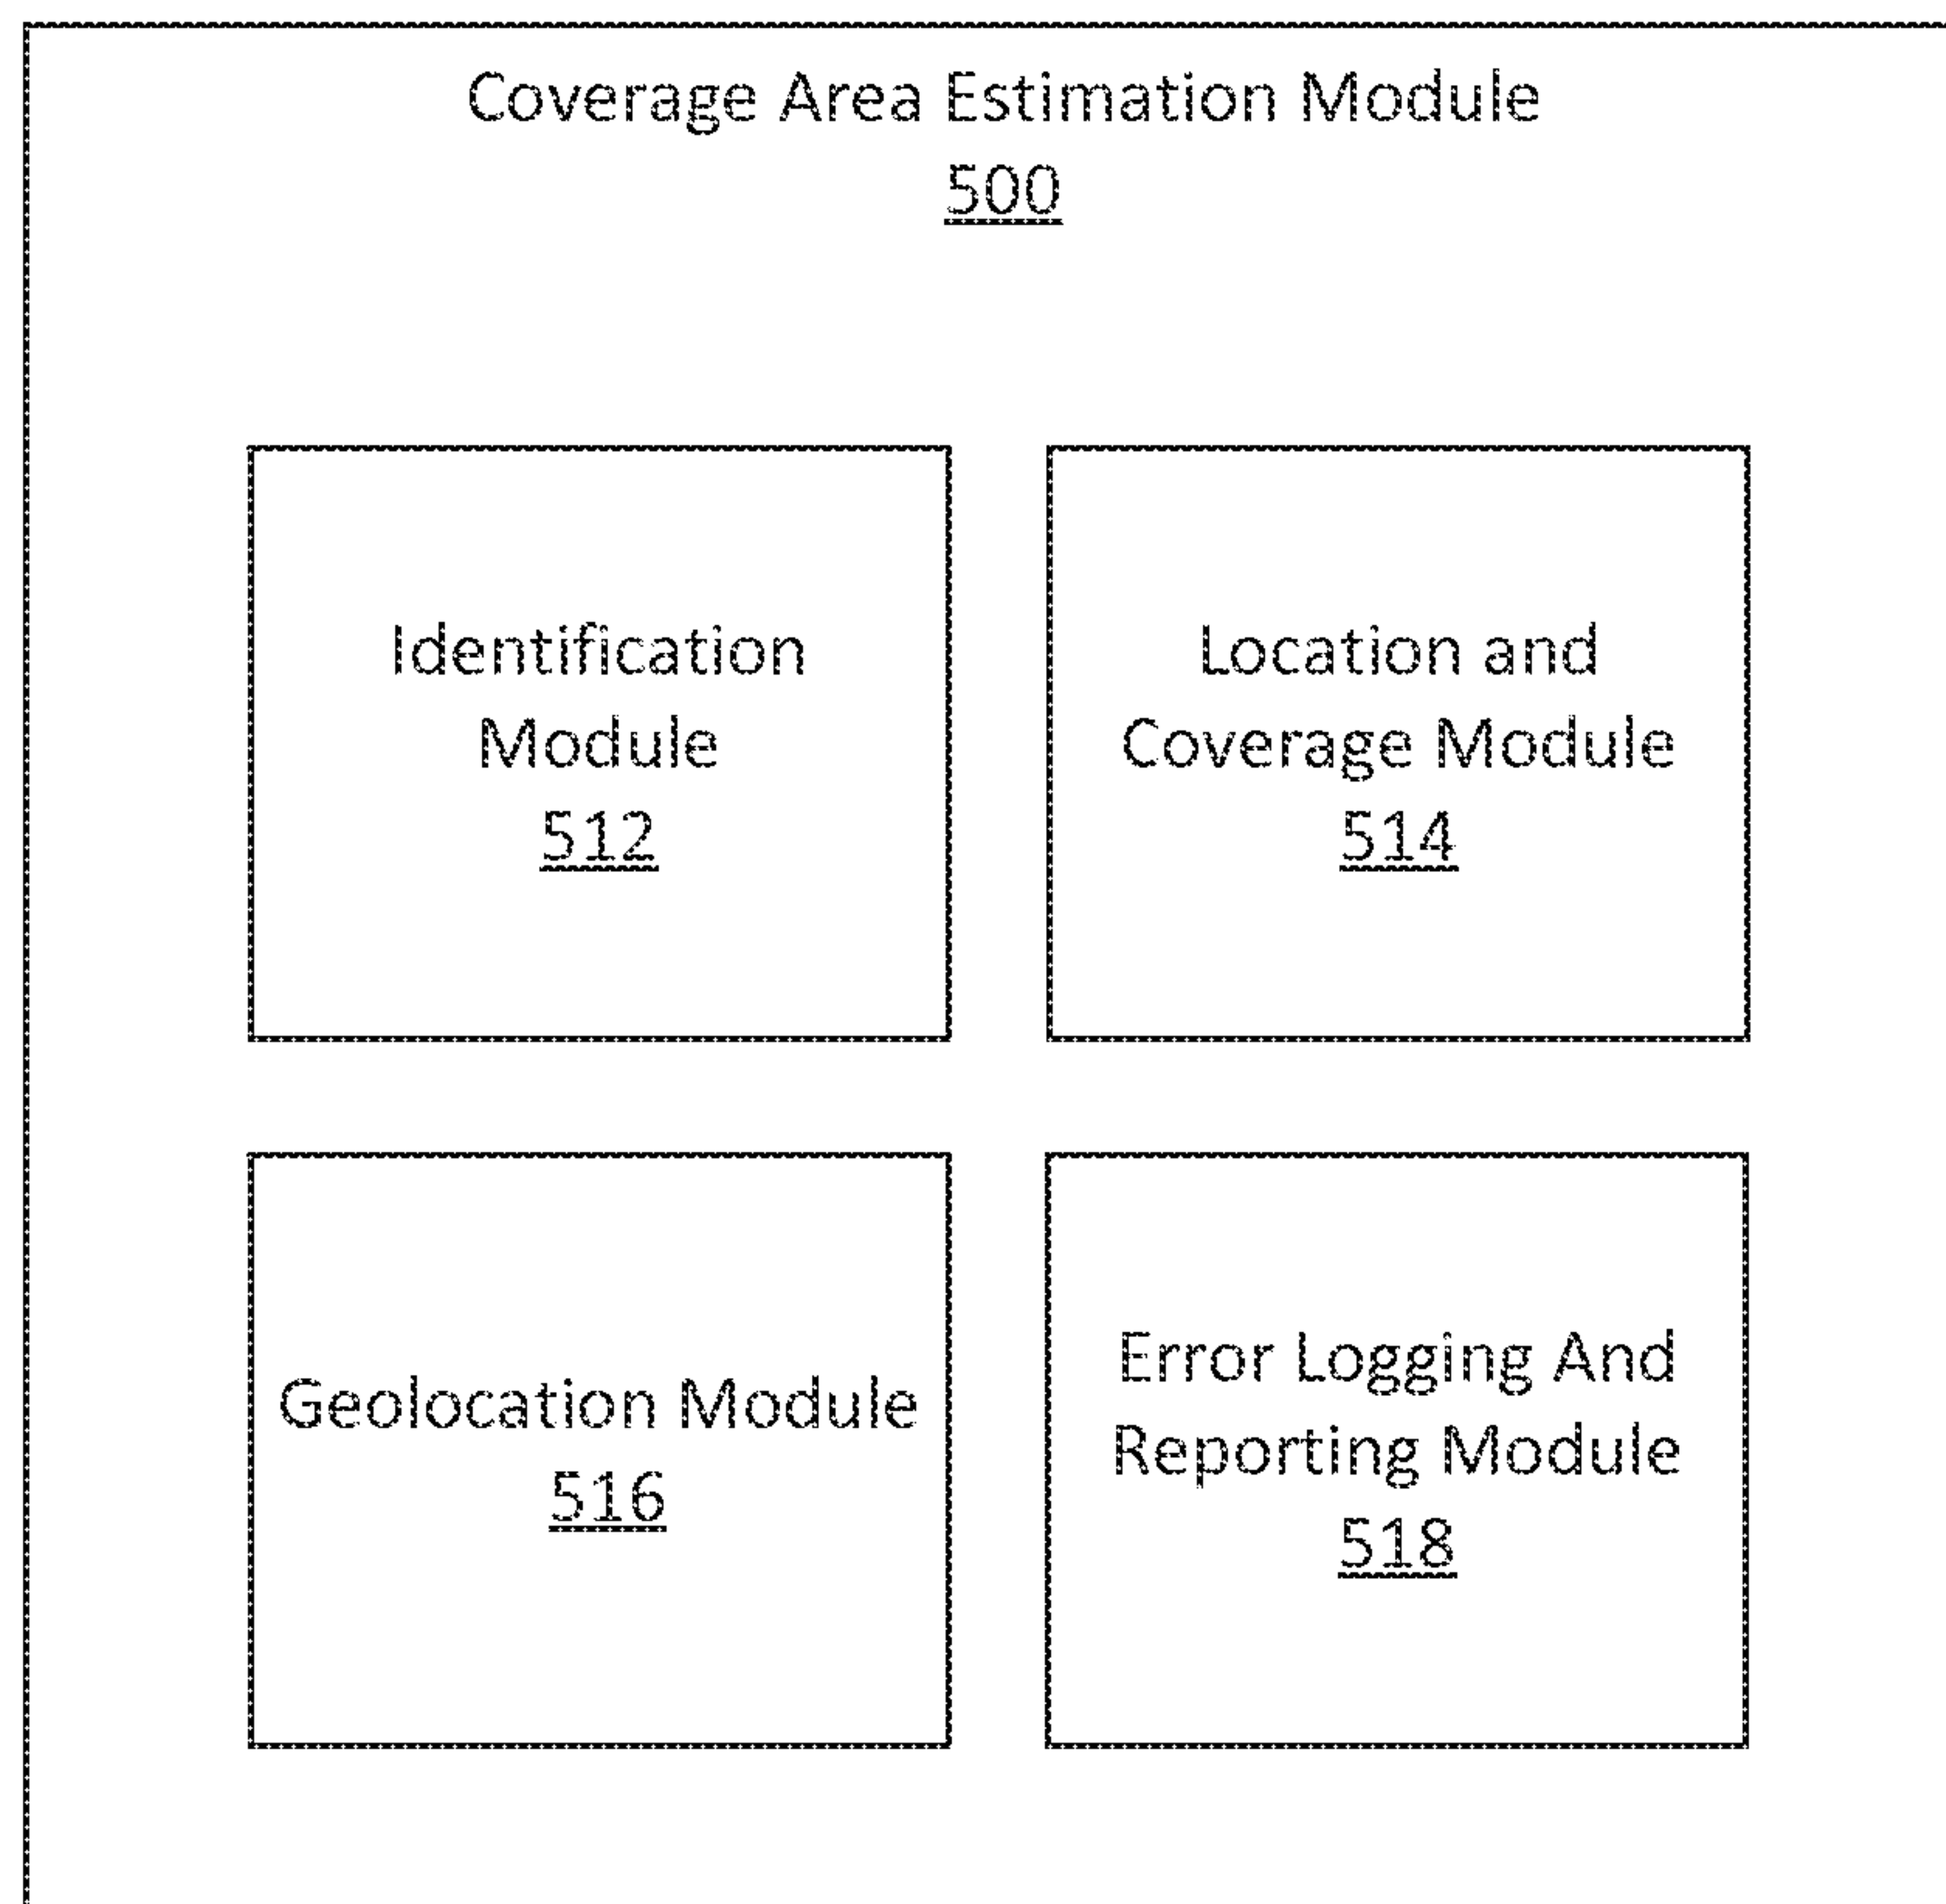 Coverage Area Estimation Module
500
Identification
Module
512
Location and
Coverage Module
514
Geolocation Module
516
Error Logging And
Reporting Module
518